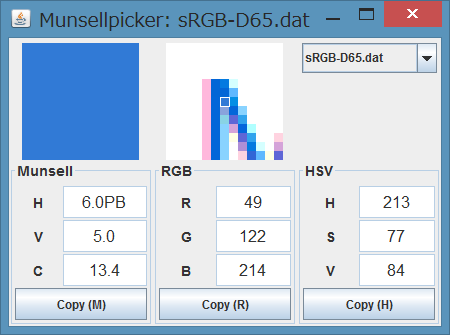 Munsellpicker: sRGB-D65.dat
sRGB-D65.dat
Munsell RGB HSV
H 6.0PB R 49 H 213
V 5.0 G 122 S 77
C 13.4 B 214 V 84
Copy (M) Copy (R) Copy (H)